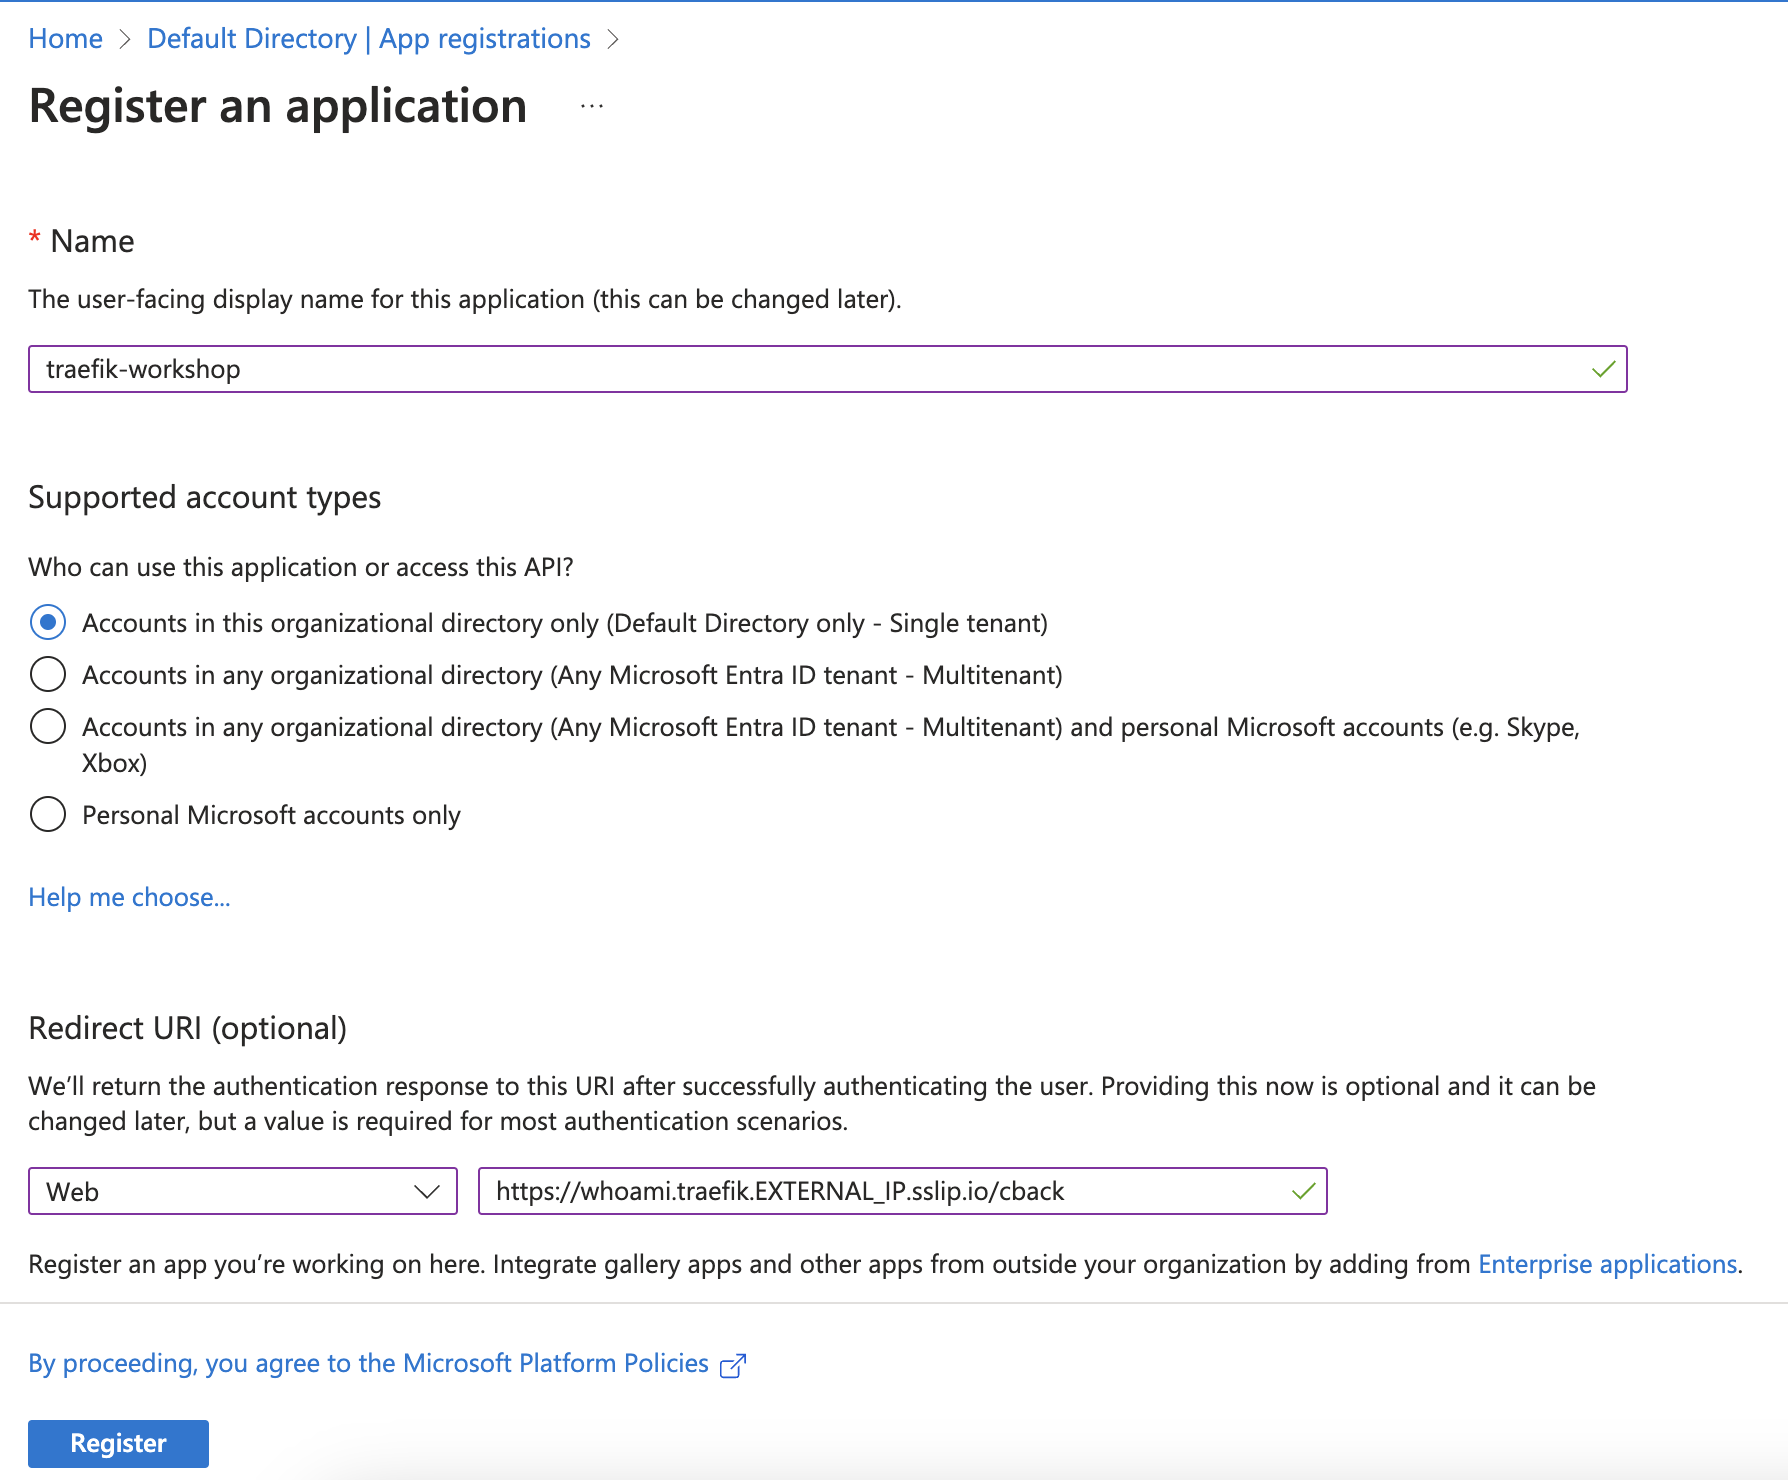 Home > Default Directory | App registrations >
Register an application ...
* Name
The user-facing display name for this application (this can be changed later).
traefik-workshop
Supported account types
Who can use this application or access this API?
Accounts in this organizational directory only (Default Directory only - Single tenant)
Accounts in any organizational directory (Any Microsoft Entra ID tenant - Multitenant)
Accounts in any organizational directory (Any Microsoft Entra ID tenant - Multitenant) and personal Microsoft accounts (e.g. Skype,
Xbox)
Personal Microsoft accounts only
Help me choose...
Redirect URI (optional)
We’ll return the authentication response to this URI after successfully authenticating the user. Providing this now is optional and it can be
changed later, but a value is required for most authentication scenarios.
Web
https://whoami.traefik.EXTERNAL_IP.sslip.io/cback
Register an app you’re working on here. Integrate gallery apps and other apps from outside your organization by adding from Enterprise applications.
By proceeding, you agree to the Microsoft Platform Policies
Register